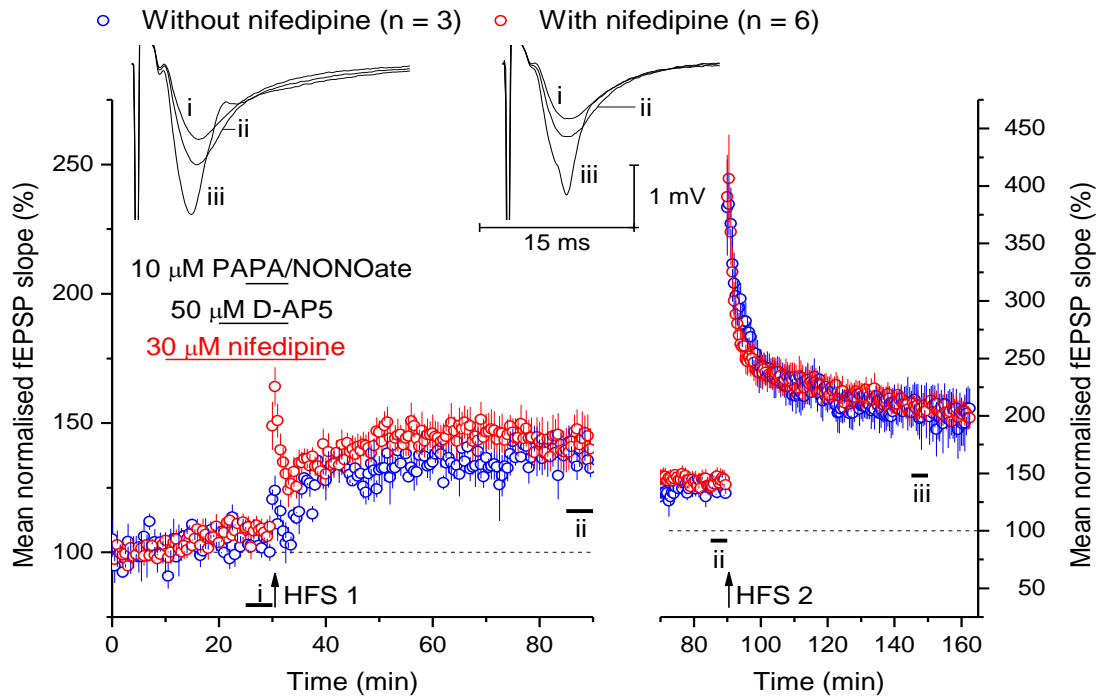 Without nifedipine (n = 3) With nifedipine (n = 6)
i
ii
iii
i
ii
iii
1 mV
15 ms
10 μM PAPA/NONOate
50 μM D-AP5
30 μM nifedipine
Mean normalised fEPSP slope (%)
250
200
150
100
i
HFS 1
ii
0 20 40 60 80
Time (min)
450
400
350
300
250
200
150
100
50
Mean normalised fEPSP slope (%)
iii
ii
HFS 2
80 100 120 140 160
Time (min)